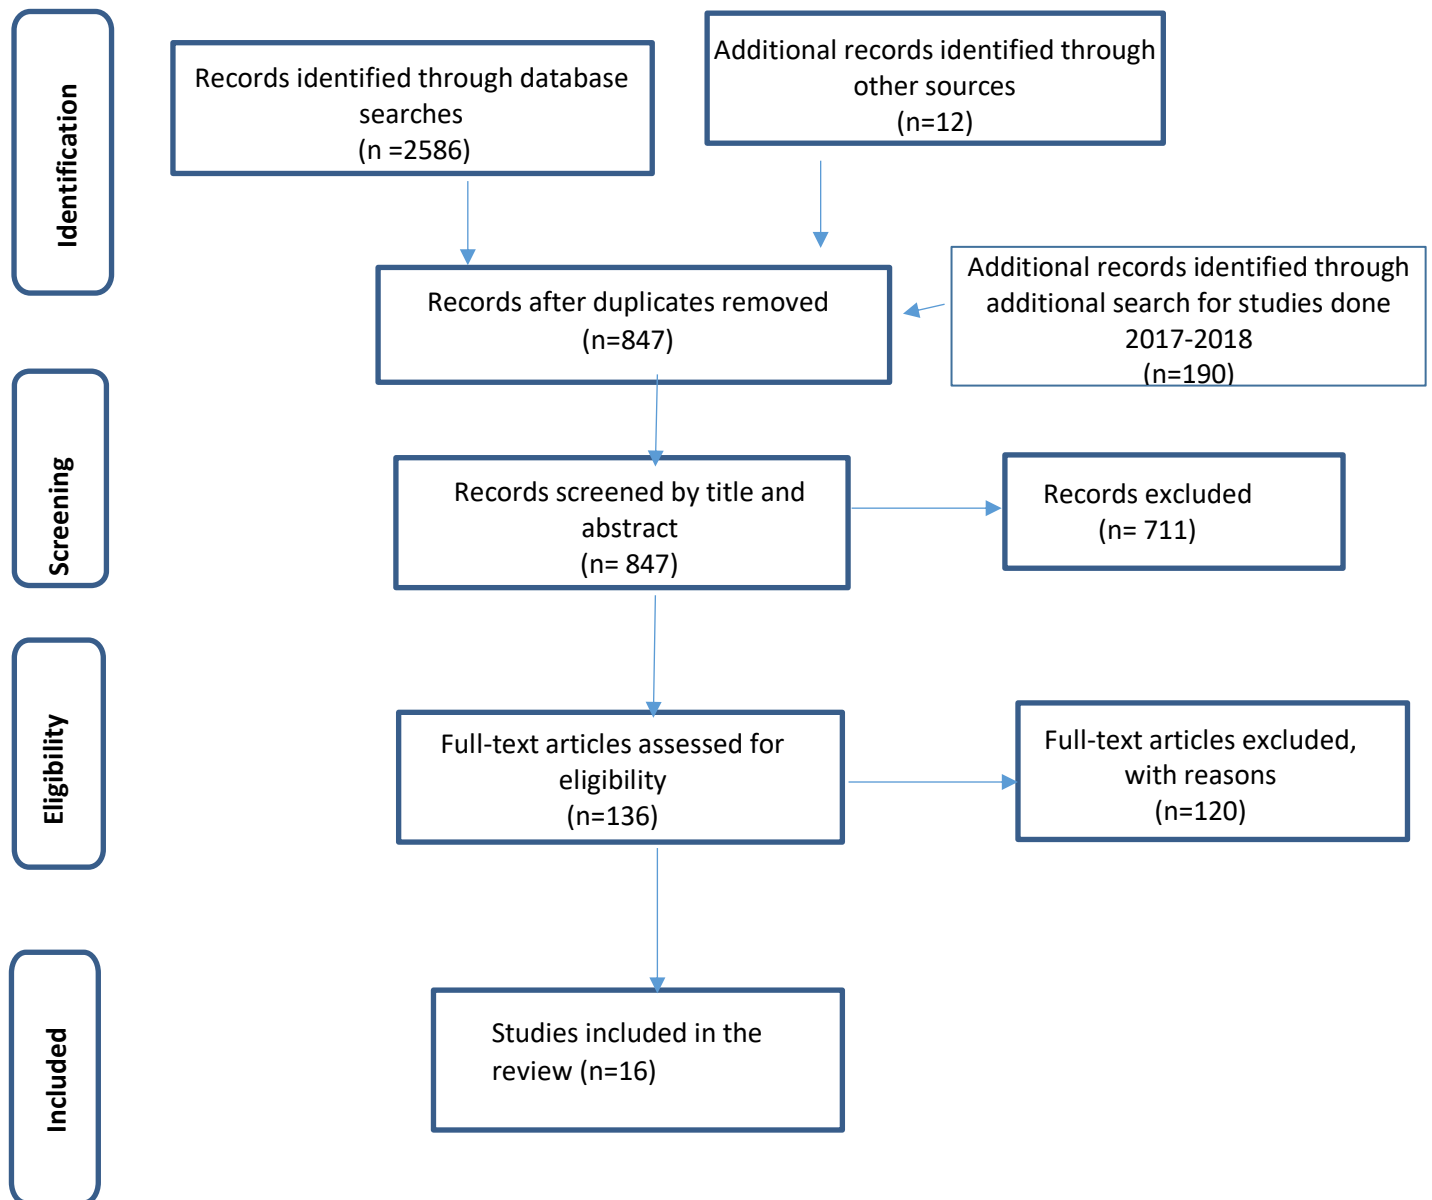 Identification
Records identified through database
searches
(n =2586)
Additional records identified through
other sources
(n=12)
Records after duplicates removed
(n=847)
Additional records identified through
additional search for studies done
2017-2018
(n=190)
Screening
Records screened by title and
abstract
(n= 847)
Records excluded
(n= 711)
Eligibility
Full-text articles assessed for
eligibility
(n=136)
Full-text articles excluded,
with reasons
(n=120)
Included
Studies included in the
review (n=16)